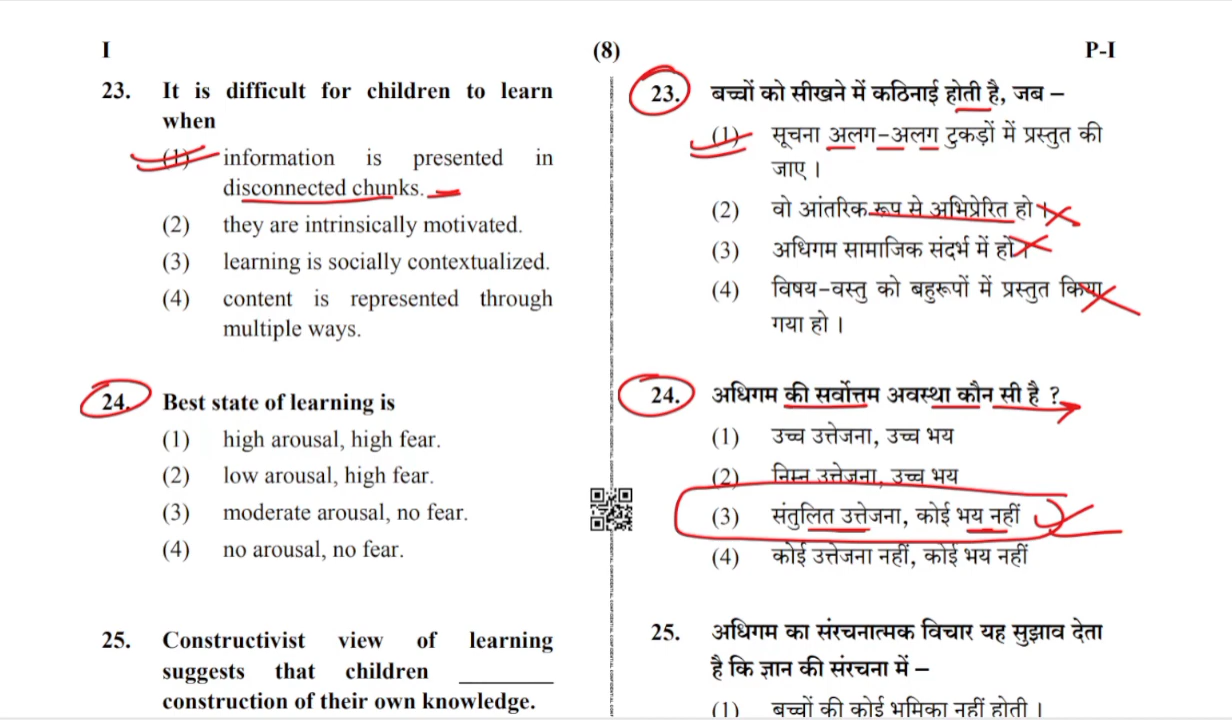 I (8) P-I
23. It is difficult for children to learn
when
(1) information is presented in
disconnected chunks.
(2) they are intrinsically motivated.
(3) learning is socially contextualized.
(4) content is represented through
multiple ways.
24. Best state of learning is
(1) high arousal, high fear.
(2) low arousal, high fear.
(3) moderate arousal, no fear.
(4) no arousal, no fear.
25. Constructivist view of learning
suggests that children ________
construction of their own knowledge.
23. बच्चों को सीखने में कठिनाई होती है, जब –
(1) सूचना अलग-अलग टुकड़ों में प्रस्तुत की
जाए ।
(2) वो आंतरिक रूप से अभिप्रेरित हो ।
(3) अधिगम सामाजिक संदर्भ में हो ।
(4) विषय-वस्तु को बहुरूपों में प्रस्तुत किया
गया हो ।
24. अधिगम की सर्वोत्तम अवस्था कौन सी है ?
(1) उच्च उत्तेजना, उच्च भय
(2) निम्न उत्तेजना, उच्च भय
(3) संतुलित उत्तेजना, कोई भय नहीं
(4) कोई उत्तेजना नहीं, कोई भय नहीं
25. अधिगम का संरचनात्मक विचार यह सुझाव देता
है कि ज्ञान की संरचना में –
(1) बच्चों की कोई भूमिका नहीं होती ।